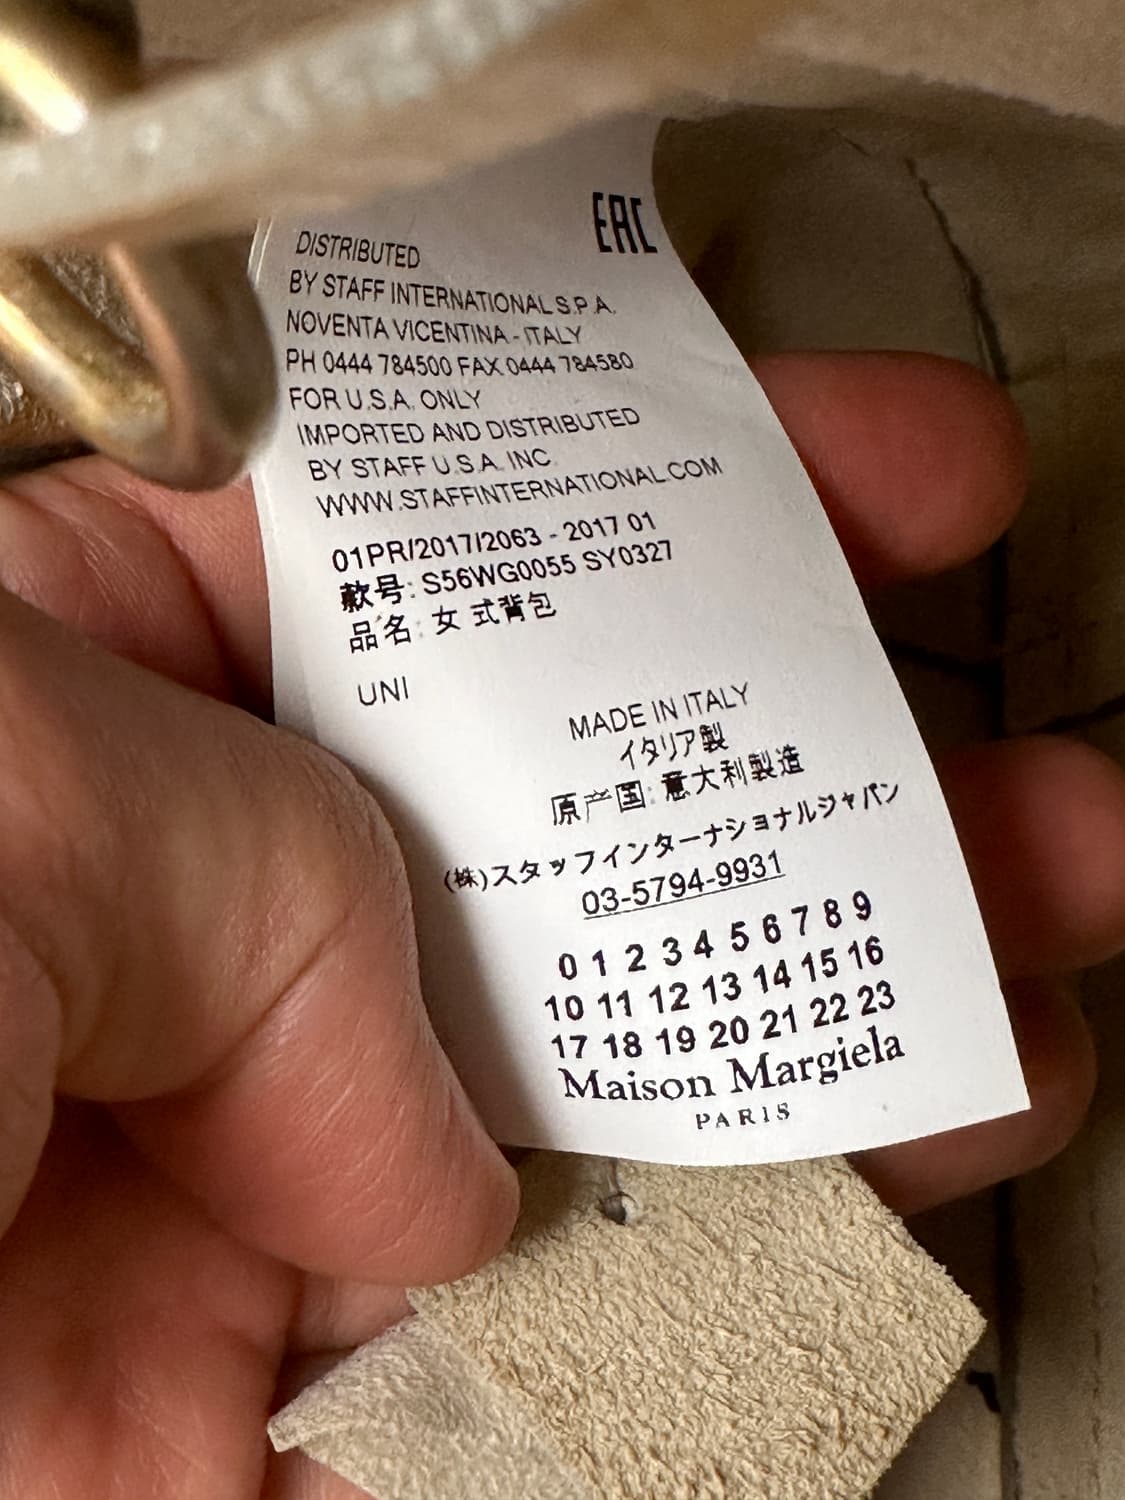 EAC
DISTRIBUTED
BY STAFF INTERNATIONAL S.P.A.
NOVENTA VICENTINA - ITALY
PH 0444 784500 FAX 0444 784580
FOR U.S.A. ONLY
IMPORTED AND DISTRIBUTED
BY STAFF U.S.A. INC.
WWW.STAFFINTERNATIONAL.COM
01PR/2017/2063 - 2017 01
款号: S56WG0055 SY0327
品名: 女 式背包
UNI
MADE IN ITALY
イタリア製
原产国: 意大利製造
(株)スタッフインターナショナルジャパン
03-5794-9931
0 1 2 3 4 5 6 7 8 9
10 11 12 13 14 15 16
17 18 19 20 21 22 23
Maison Margiela
PARIS